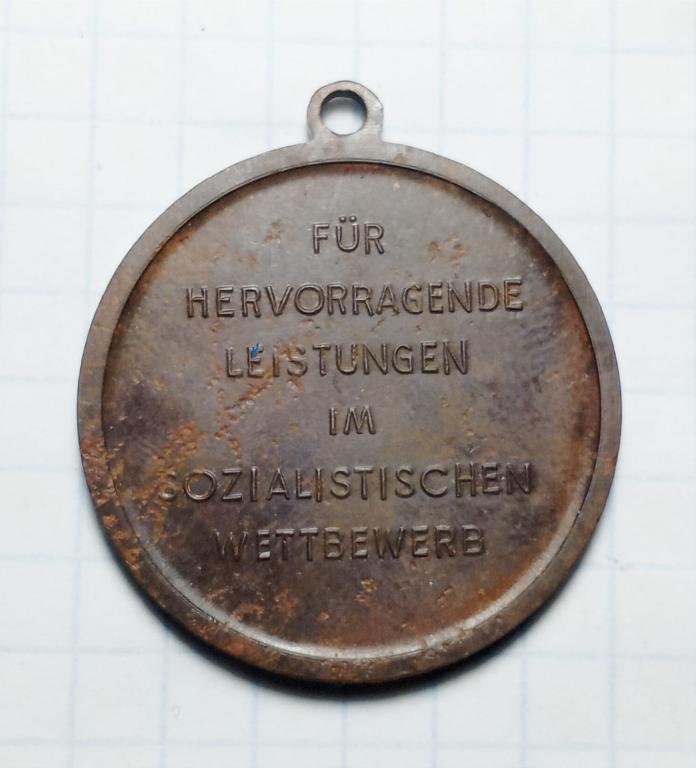 FÜR
HERVORRAGENDE
LEISTUNGEN
IM
SOZIALISTISCHEN
WETTBEWERB